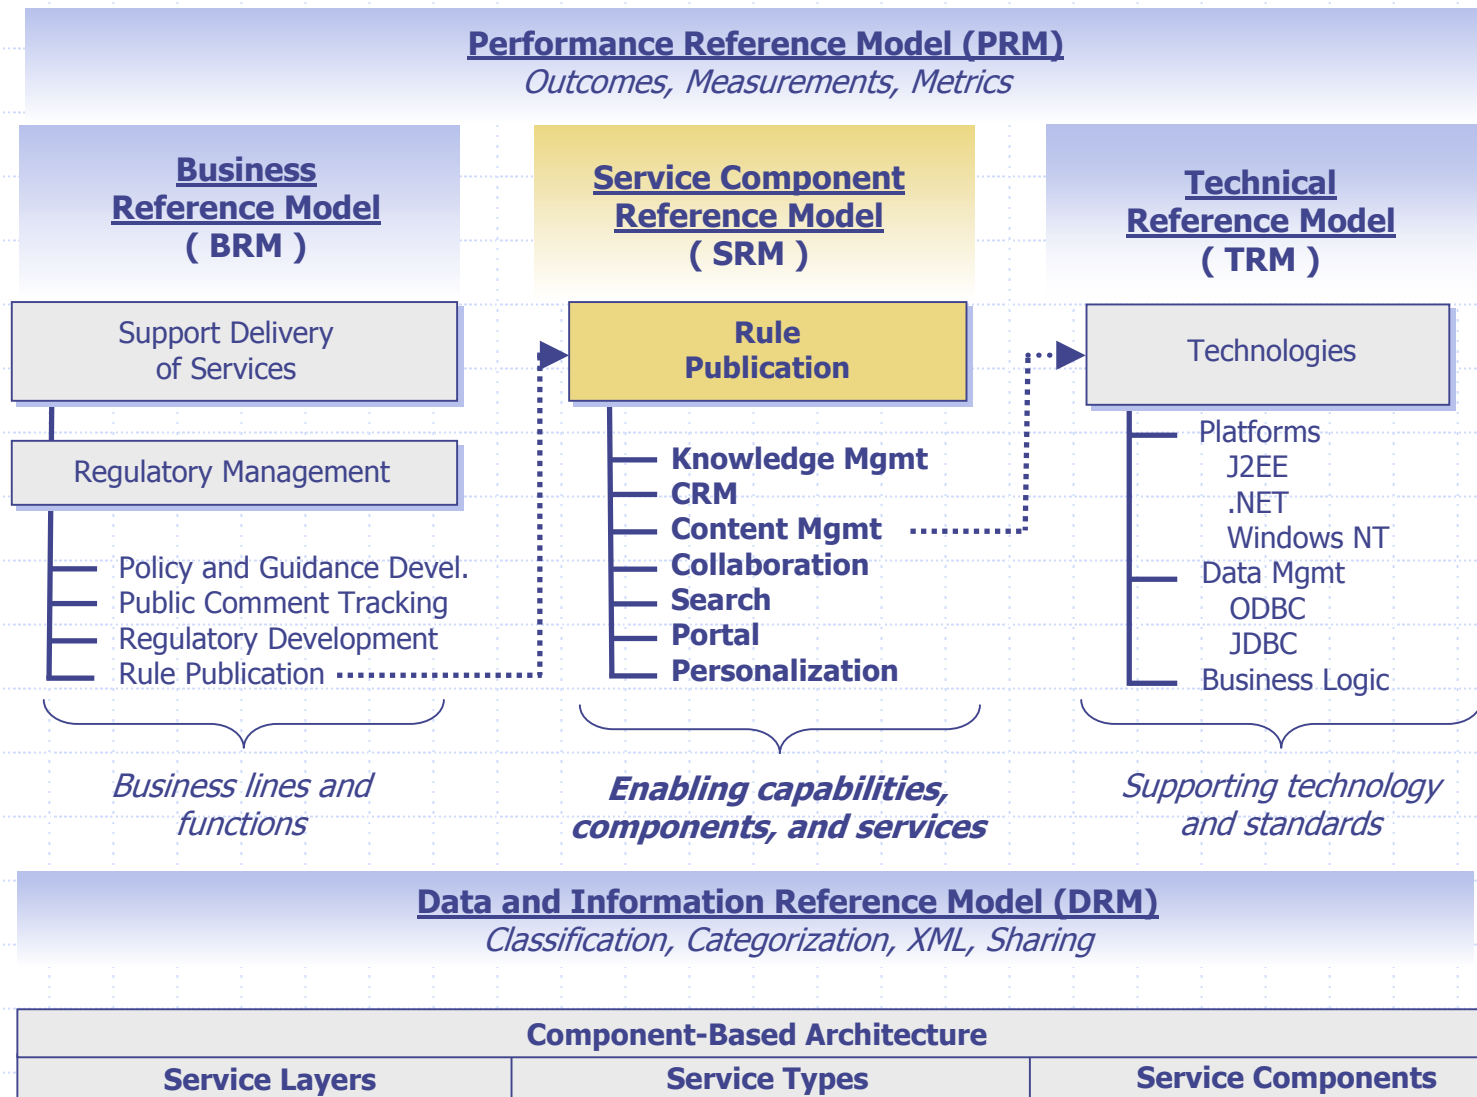 Performance Reference Model (PRM)
Outcomes, Measurements, Metrics
Business
Reference Model
( BRM )
Support Delivery
of Services
Regulatory Management
Policy and Guidance Devel.
Public Comment Tracking
Regulatory Development
Rule Publication
Business lines and
functions
Service Component
Reference Model
( SRM )
Rule
Publication
Knowledge Mgmt
CRM
Content Mgmt
Collaboration
Search
Portal
Personalization
Enabling capabilities,
components, and services
Technical
Reference Model
( TRM )
Technologies
Platforms
J2EE
.NET
Windows NT
Data Mgmt
ODBC
JDBC
Business Logic
Supporting technology
and standards
Data and Information Reference Model (DRM)
Classification, Categorization, XML, Sharing
Component-Based Architecture
Service Layers
Service Types
Service Components